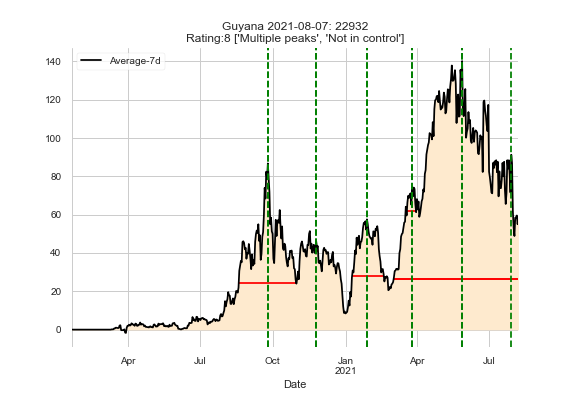 Guyana 2021-08-07: 22932
Rating:8 ['Multiple peaks', 'Not in control']
Average-7d
140
120
100
80
60
40
20
0
Apr
Jul
Oct
Jan
2021
Apr
Jul
Date